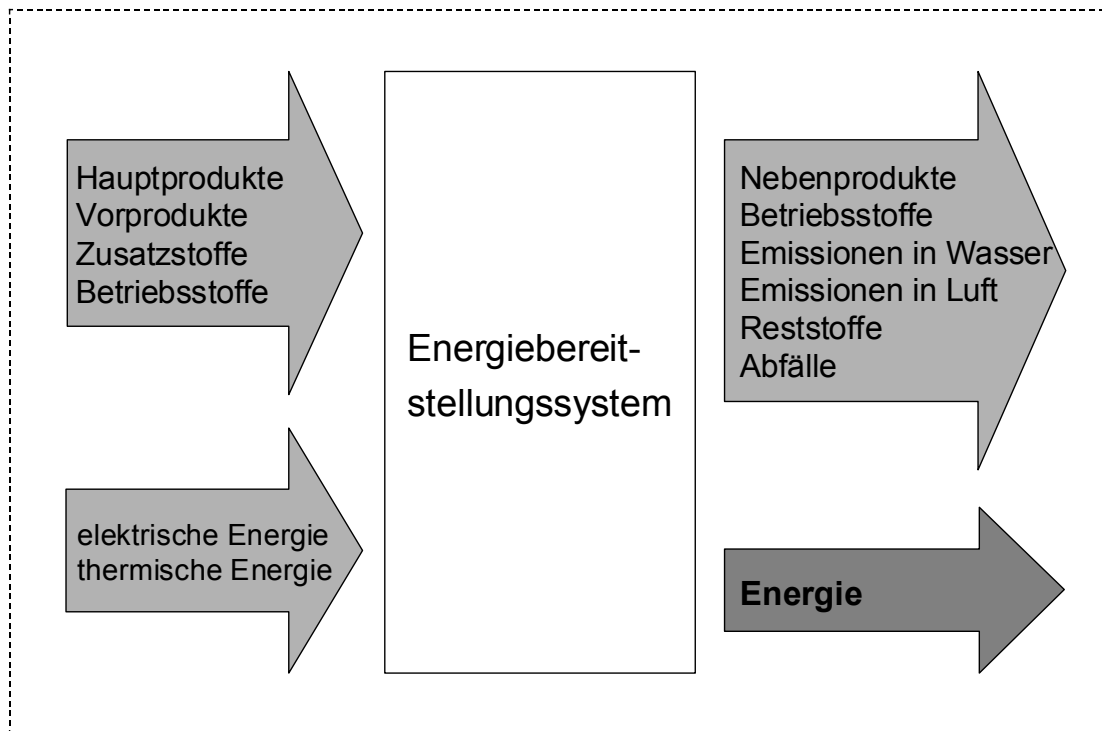 Hauptprodukte
Vorprodukte
Zusatzstoffe
Betriebsstoffe
elektrische Energie
thermische Energie
Energiebereit-
stellungssystem
Nebenprodukte
Betriebsstoffe
Emissionen in Wasser
Emissionen in Luft
Reststoffe
Abfälle
Energie